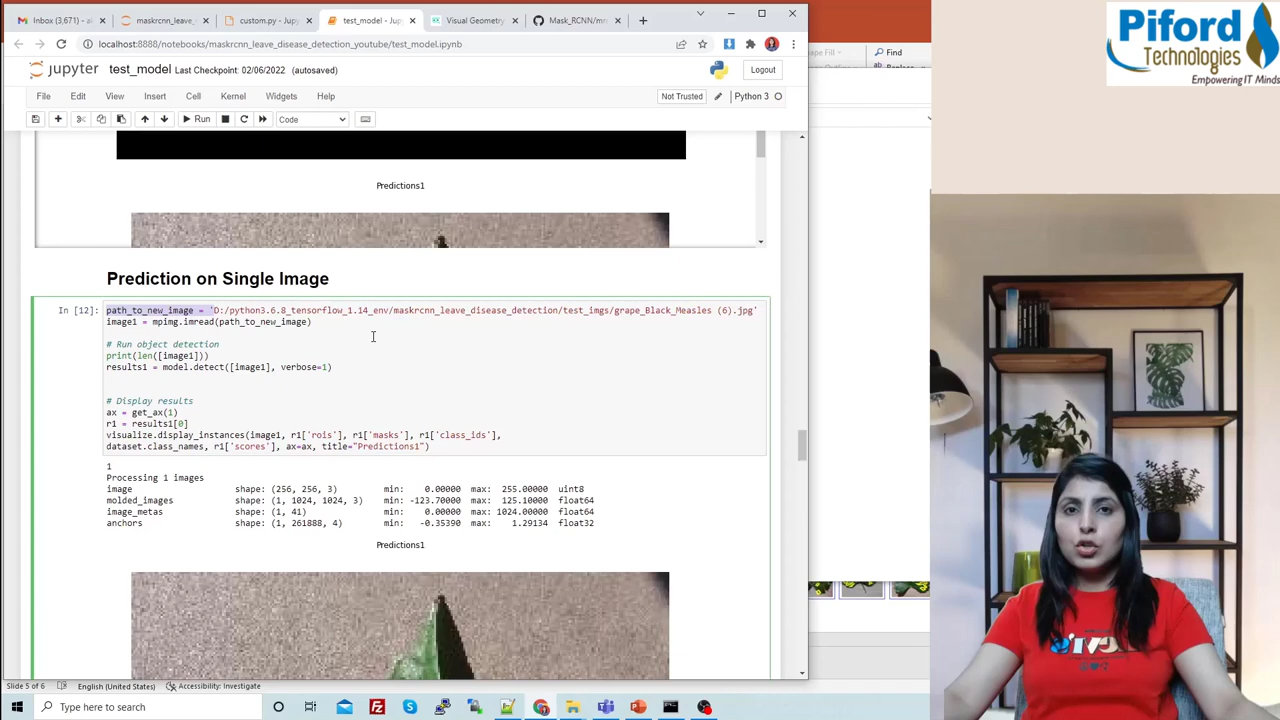 Inbox (3,671) - al
maskrcnn_leave_
custom.py - Jup
test_model - Jup
Visual Geometry
Mask_RCNN/mr
localhost:8888/notebooks/maskrcnn_leave_disease_detection_youtube/test_model.ipynb
jupyter test_model Last Checkpoint: 02/06/2022 (autosaved)
Logout
File Edit View Insert Cell Kernel Widgets Help
Not Trusted
Python 3
Run
Code
Predictions1
Prediction on Single Image
In [12]: path_to_new_image = 'D:/python3.6.8_tensorflow_1.14_env/maskrcnn_leave_disease_detection/test_imgs/grape_Black_Measles (6).jpg'
image1 = mpimg.imread(path_to_new_image)
# Run object detection
print(len([image1]))
results1 = model.detect([image1], verbose=1)
# Display results
ax = get_ax(1)
r1 = results1[0]
visualize.display_instances(image1, r1['rois'], r1['masks'], r1['class_ids'],
dataset.class_names, r1['scores'], ax=ax, title="Predictions1")
1
Processing 1 images
image shape: (256, 256, 3) min: 0.00000 max: 255.00000 uint8
molded_images shape: (1, 1024, 1024, 3) min: -123.70000 max: 125.10000 float64
image_metas shape: (1, 41) min: 0.00000 max: 1024.00000 float64
anchors shape: (1, 261888, 4) min: -0.35390 max: 1.29134 float32
Predictions1
Slide 5 of 6 English (United States) Accessibility: Investigate
Type here to search
Find
Piford
Technologies
Empowering IT Minds